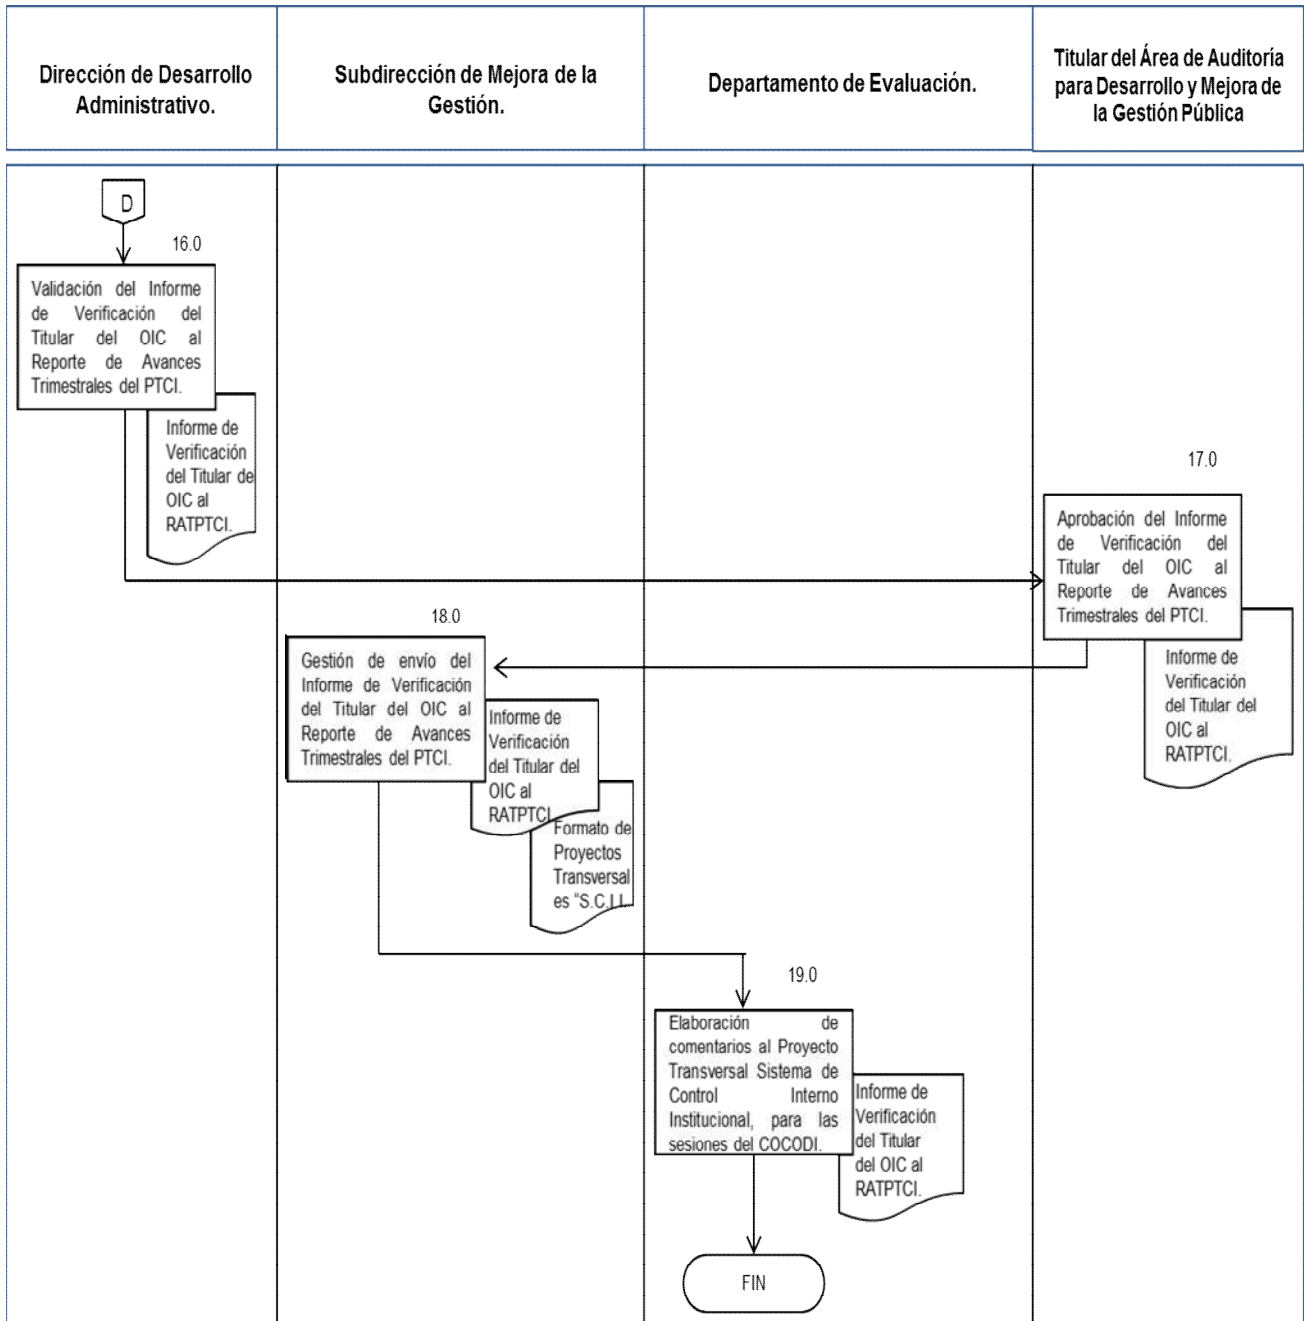 Dirección de Desarrollo
Administrativo.
Subdirección de Mejora de la
Gestión.
Departamento de Evaluación.
Titular del Área de Auditoría
para Desarrollo y Mejora de
la Gestión Pública
D
16.0
Validación del Informe
de Verificación del
Titular del OIC al
Reporte de Avances
Trimestrales del PTCI.
Informe de
Verificación
del Titular de
OIC al
RATPTCI.
17.0
Aprobación del Informe
de Verificación del
Titular del OIC al
Reporte de Avances
Trimestrales del PTCI.
Informe de
Verificación
del Titular del
OIC al
RATPTCI.
18.0
Gestión de envío del
Informe de Verificación
del Titular del OIC al
Reporte de Avances
Trimestrales del PTCI.
Informe de
Verificación
del Titular del
OIC al
RATPTCI
Formato de
Proyectos
Transversal
es "S.C.I.I.
19.0
Elaboración de
comentarios al Proyecto
Transversal Sistema de
Control Interno
Institucional, para las
sesiones del COCODI.
Informe de
Verificación
del Titular
del OIC al
RATPTCI.
FIN